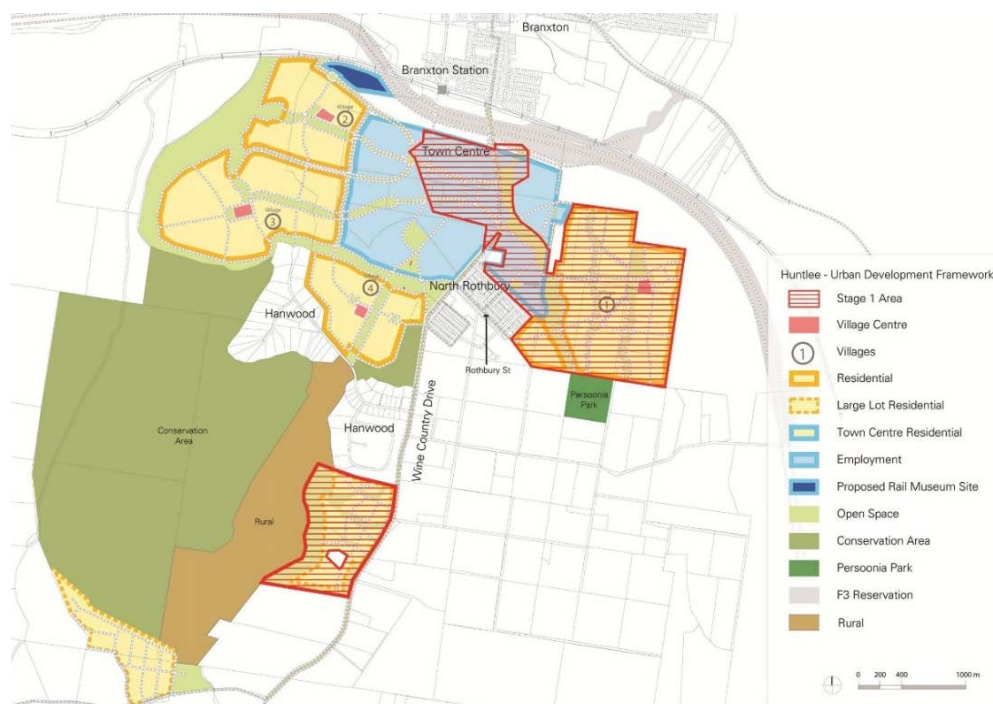 Branxton
Branxton Station
Village
2
Town Centre
Village
3
4
North Rothbury
1
Hanwood
Rothbury St
Persoonia
Park
Conservation
Area
Hanwood
Wine Country Drive
Rural
Huntlee - Urban Development Framework
Stage 1 Area
Village Centre
1 Villages
Residential
Large Lot Residential
Town Centre Residential
Employment
Proposed Rail Museum Site
Open Space
Conservation Area
Persoonia Park
F3 Reservation
Rural
0 200 400 1000 m